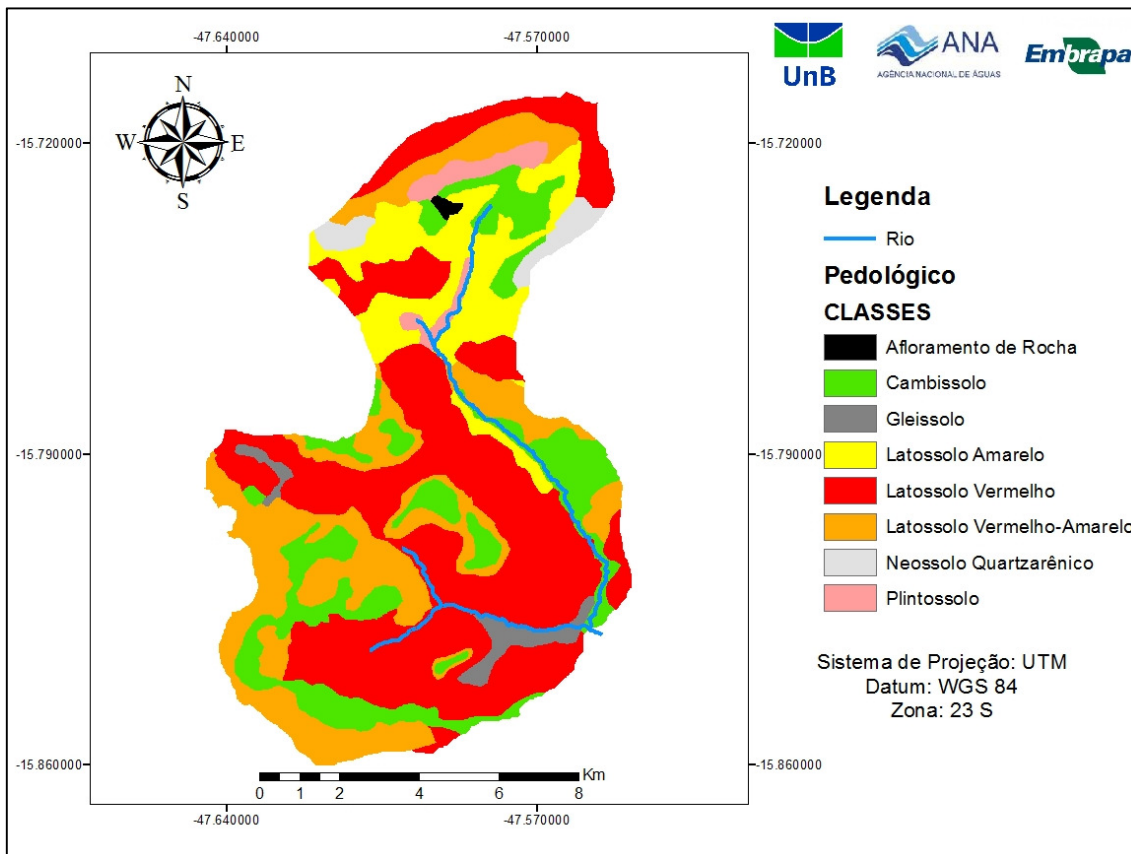 -47.640000
-47.570000
UnB
ANA
AGÊNCIA NACIONAL DE ÁGUAS
Embrapa
N
W
E
S
-15.720000
-15.720000
Legenda
Rio
Pedológico
CLASSES
Afloramento de Rocha
Cambissolo
Gleissolo
Latossolo Amarelo
Latossolo Vermelho
Latossolo Vermelho-Amarelo
Neossolo Quartzarênico
Plintossolo
-15.790000
-15.790000
Sistema de Projeção: UTM
Datum: WGS 84
Zona: 23 S
-15.860000
-15.860000
Km
0 1 2 4 6 8
-47.640000
-47.570000